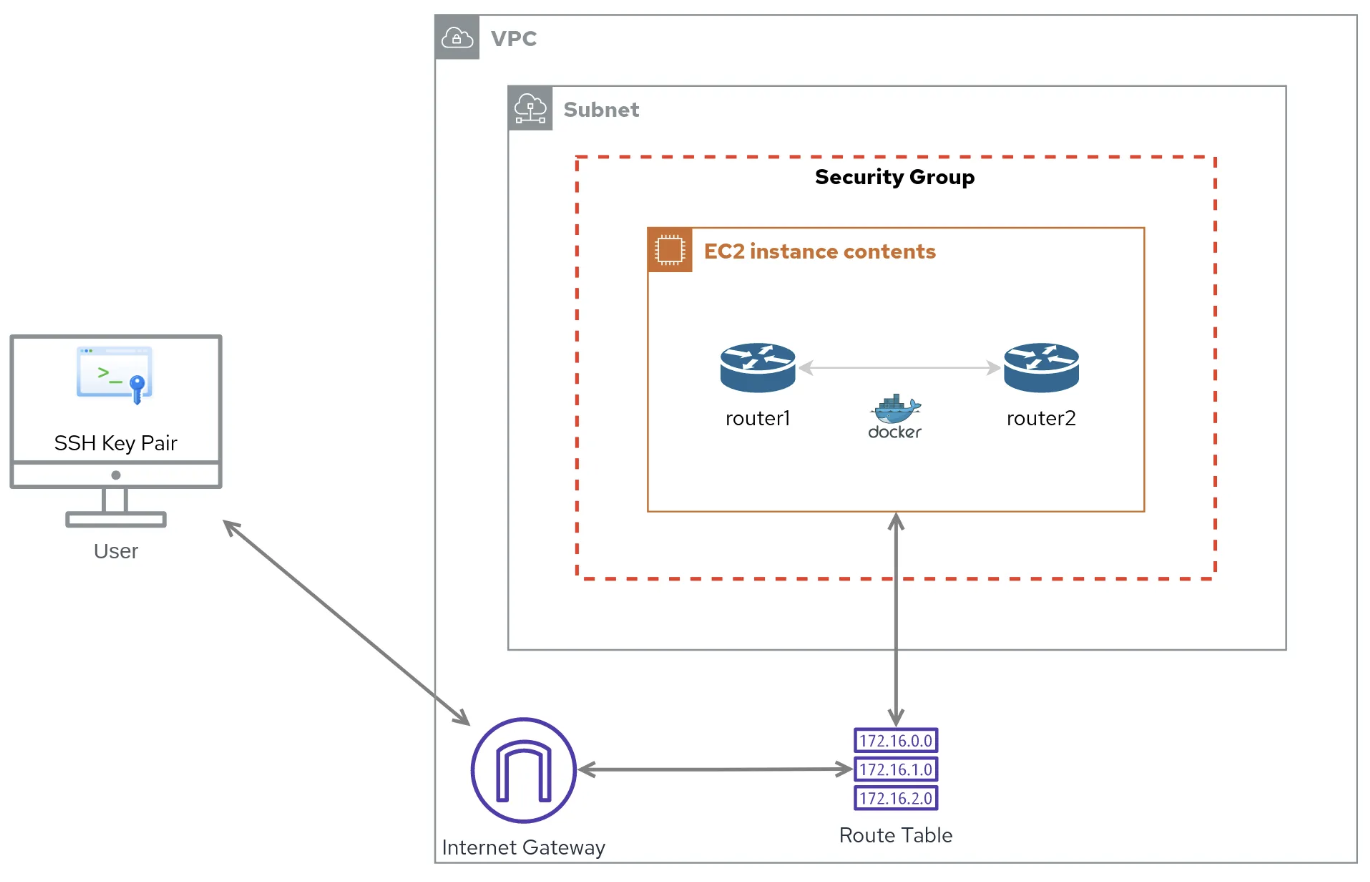 VPC
Subnet
Security Group
EC2 instance contents
router1
router2
docker
>_
SSH Key Pair
User
172.16.0.0
172.16.1.0
172.16.2.0
Route Table
Internet Gateway